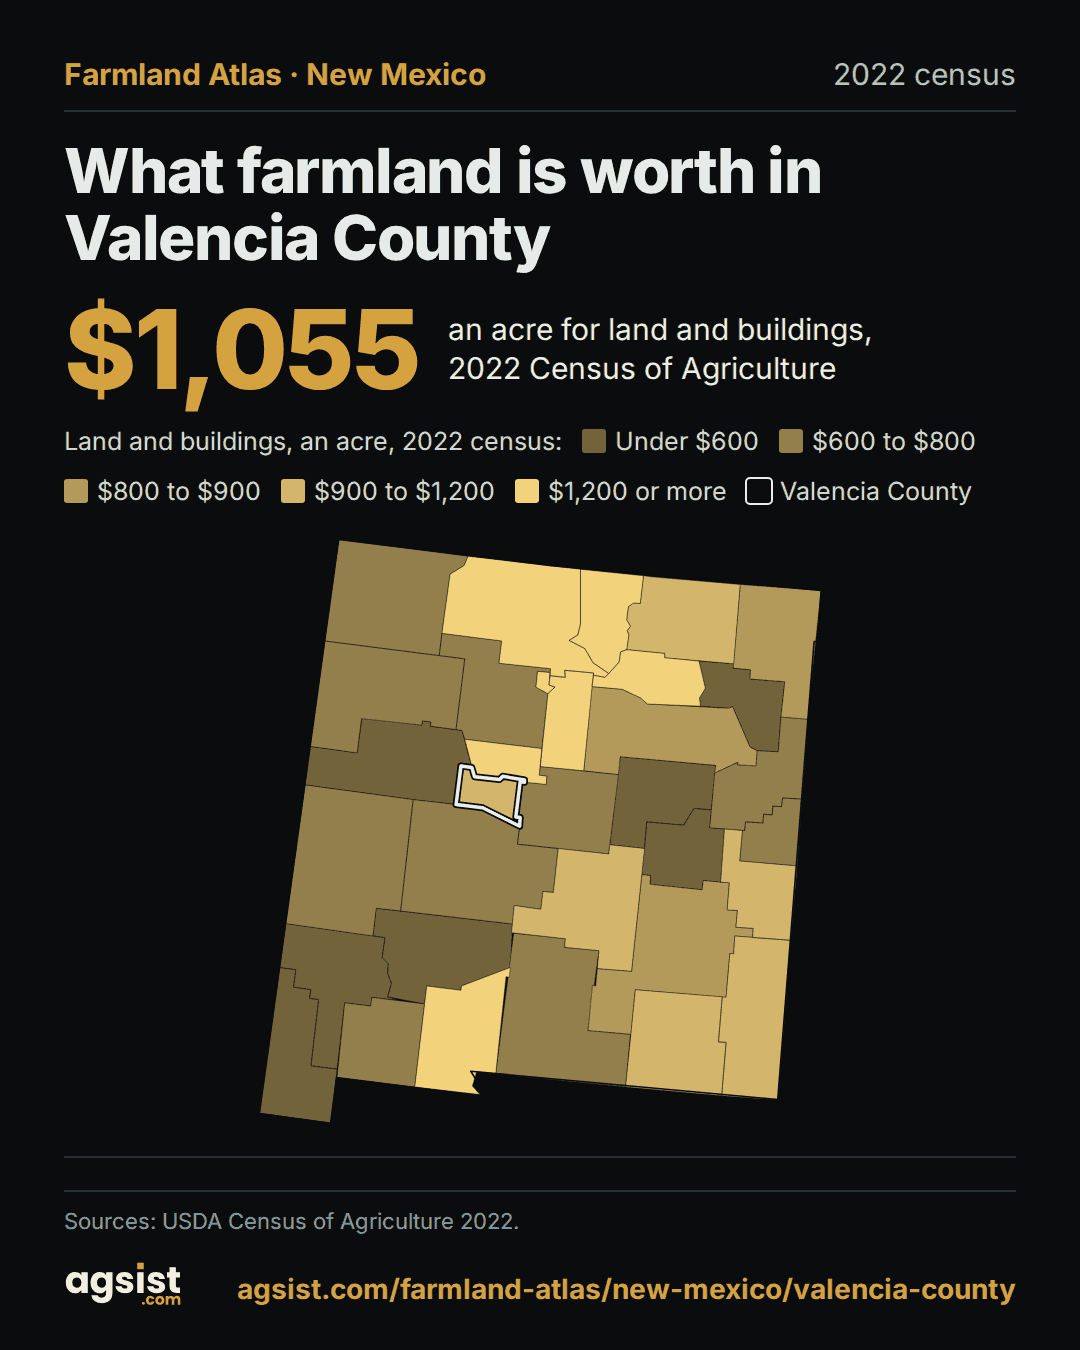 Farmland Atlas · New Mexico
2022 census
What farmland is worth in
Valencia County
$1,055
an acre for land and buildings,
2022 Census of Agriculture
Land and buildings, an acre, 2022 census: Under $600 $600 to $800
$800 to $900 $900 to $1,200 $1,200 or more Valencia County
Sources: USDA Census of Agriculture 2022.
agsist
.com
agsist.com/farmland-atlas/new-mexico/valencia-county